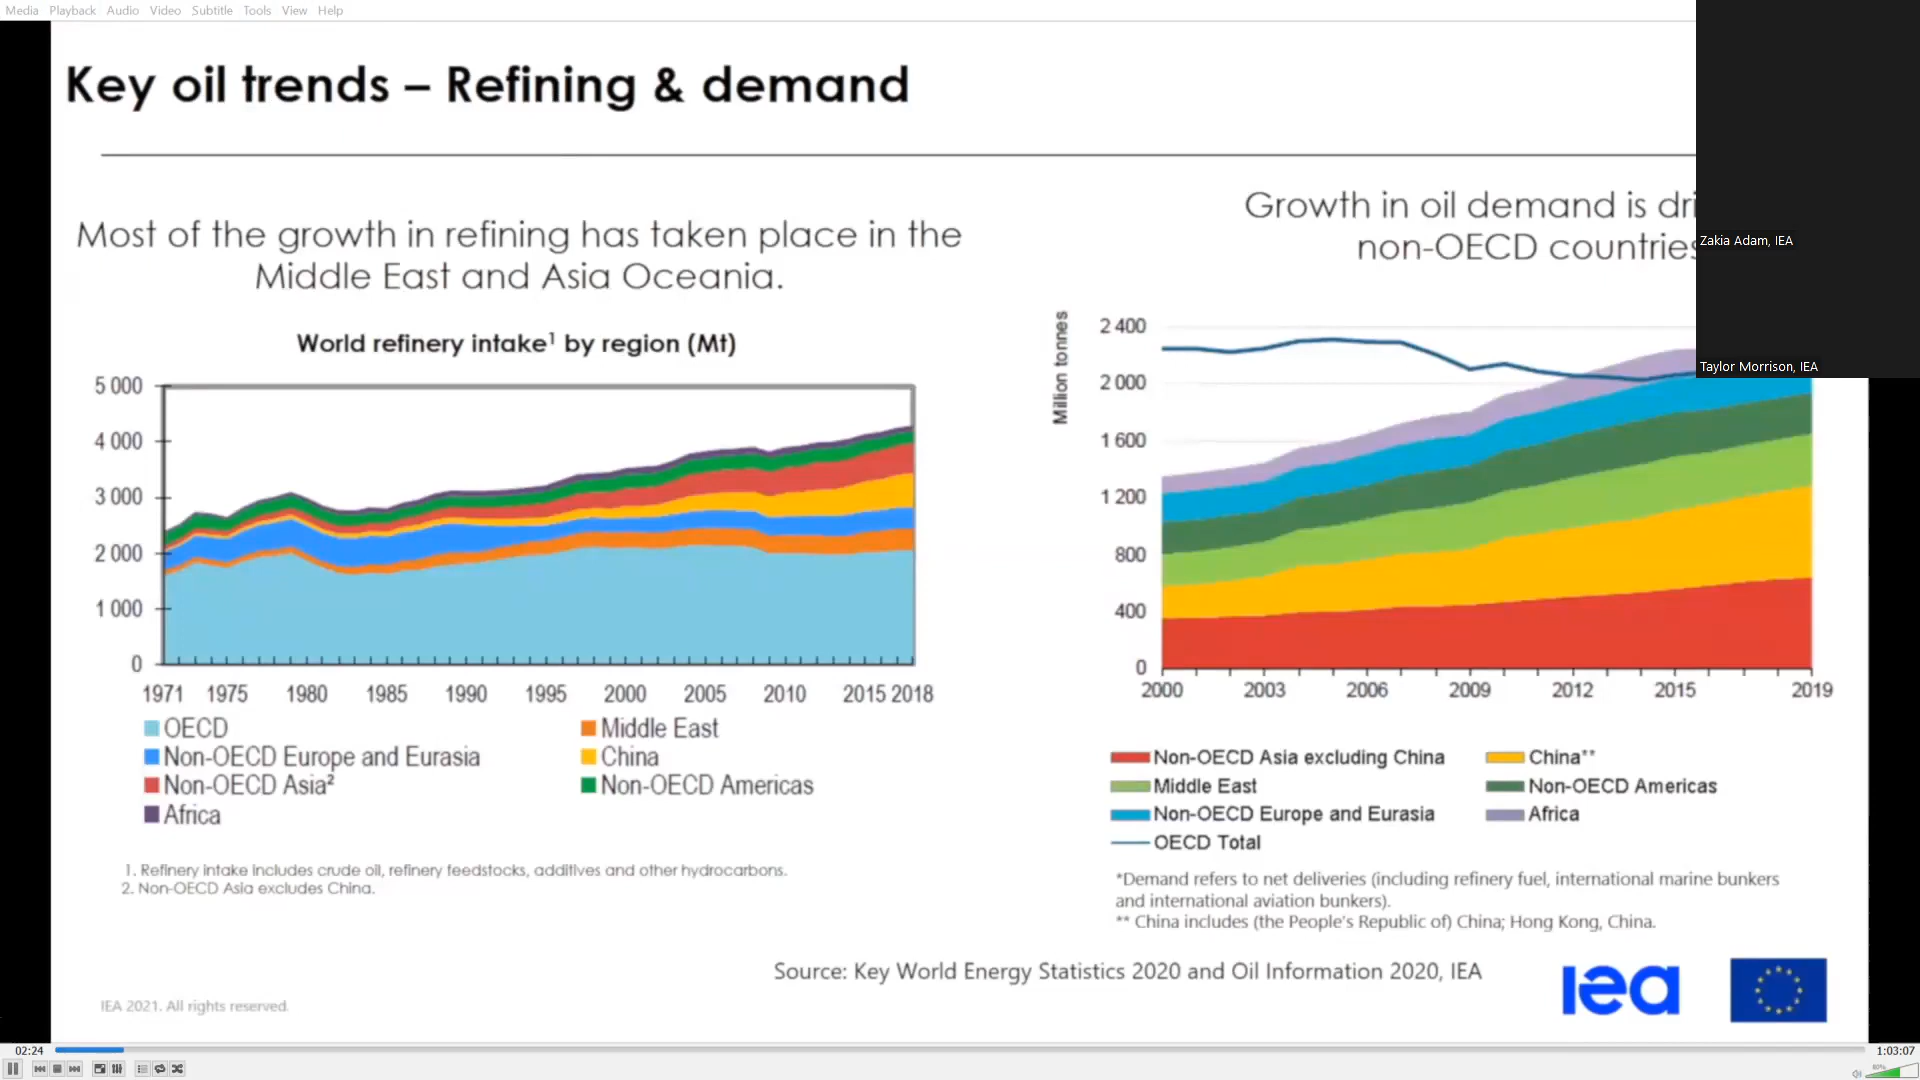 Media Playback Audio Video Subtitle Tools View Help
Key oil trends – Refining & demand
Most of the growth in refining has taken place in the
Middle East and Asia Oceania.
World refinery intake¹ by region (Mt)
5 000
4 000
3 000
2 000
1 000
0
1971 1975 1980 1985 1990 1995 2000 2005 2010 2015 2018
OECD Middle East
Non-OECD Europe and Eurasia China
Non-OECD Asia² Non-OECD Americas
Africa
1. Refinery intake includes crude oil, refinery feedstocks, additives and other hydrocarbons.
2. Non-OECD Asia excludes China.
Growth in oil demand is
non-OECD countries
Zakia Adam, IEA
Taylor Morrison, IEA
Million tonnes
2 400
2 000
1 600
1 200
800
400
0
2000 2003 2006 2009 2012 2015 2019
Non-OECD Asia excluding China China**
Middle East Non-OECD Americas
Non-OECD Europe and Eurasia Africa
OECD Total
*Demand refers to net deliveries (including refinery fuel, international marine bunkers
and international aviation bunkers).
** China includes (the People's Republic of) China; Hong Kong, China.
Source: Key World Energy Statistics 2020 and Oil Information 2020, IEA
iea
IEA 2021. All rights reserved.
02:24 1:03:07
80%